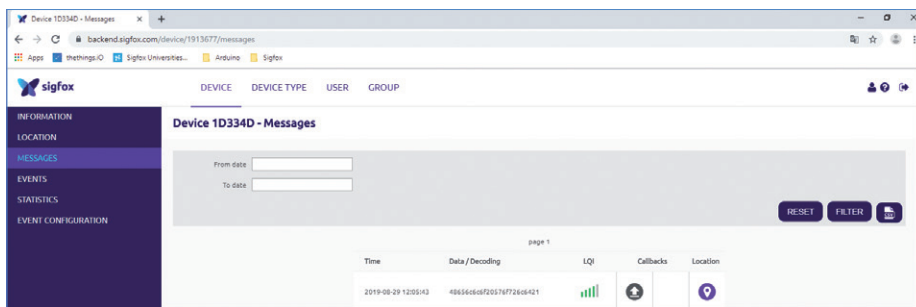 Device 1D334D - Messages
backend.sigfox.com/device/1913677/messages
Apps thethings.iO Sigfox Universities... Arduino Sigfox
sigfox DEVICE DEVICE TYPE USER GROUP
INFORMATION
Device 1D334D - Messages
LOCATION
MESSAGES
From date
EVENTS
To date
STATISTICS
RESET FILTER
EVENT CONFIGURATION
page 1
Time Data / Decoding LQI Callbacks Location
2019-08-29 12:05:43 48656c6c6f20576f726c6421